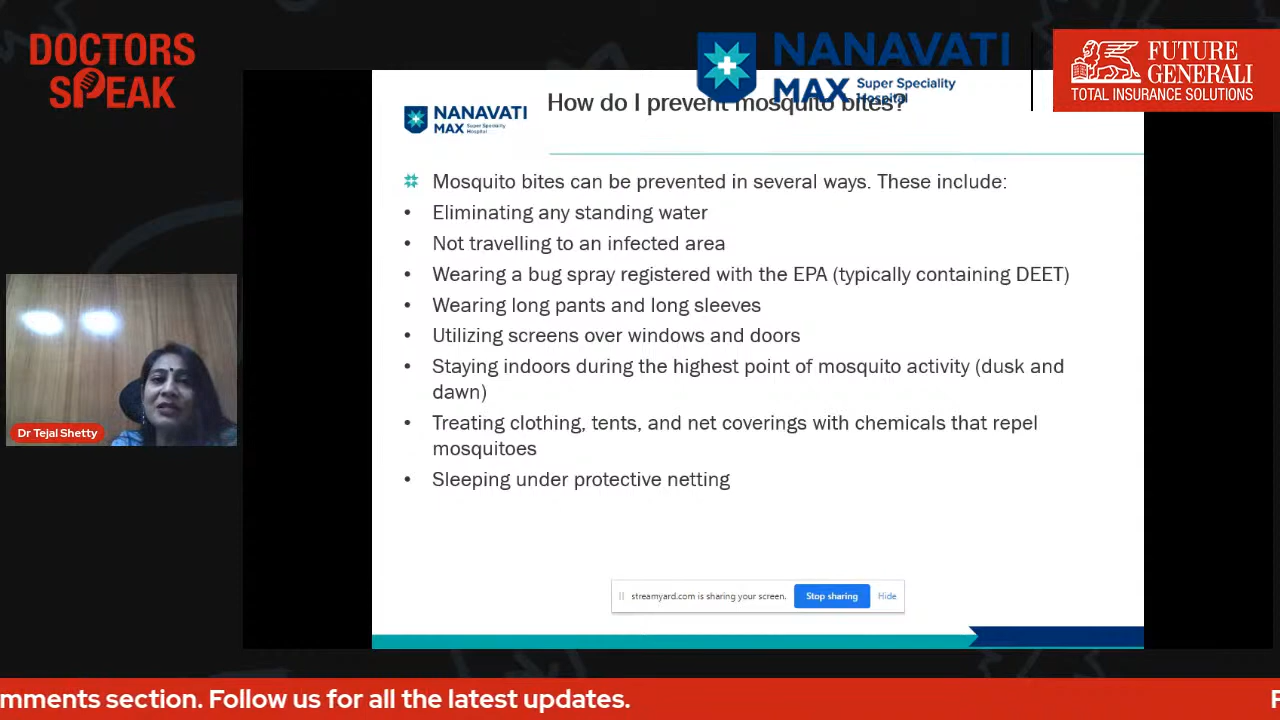 DOCTORS
SPEAK
NANAVATI
MAX Super Speciality
Hospital
FUTURE
GENERALI
TOTAL INSURANCE SOLUTIONS
NANAVATI
MAX Super Speciality
Hospital
How do I prevent mosquito bites?
Mosquito bites can be prevented in several ways. These include:
• Eliminating any standing water
• Not travelling to an infected area
• Wearing a bug spray registered with the EPA (typically containing DEET)
• Wearing long pants and long sleeves
• Utilizing screens over windows and doors
• Staying indoors during the highest point of mosquito activity (dusk and
dawn)
• Treating clothing, tents, and net coverings with chemicals that repel
mosquitoes
• Sleeping under protective netting
Dr Tejal Shetty
streamyard.com is sharing your screen. Stop sharing Hide
mments section. Follow us for all the latest updates.